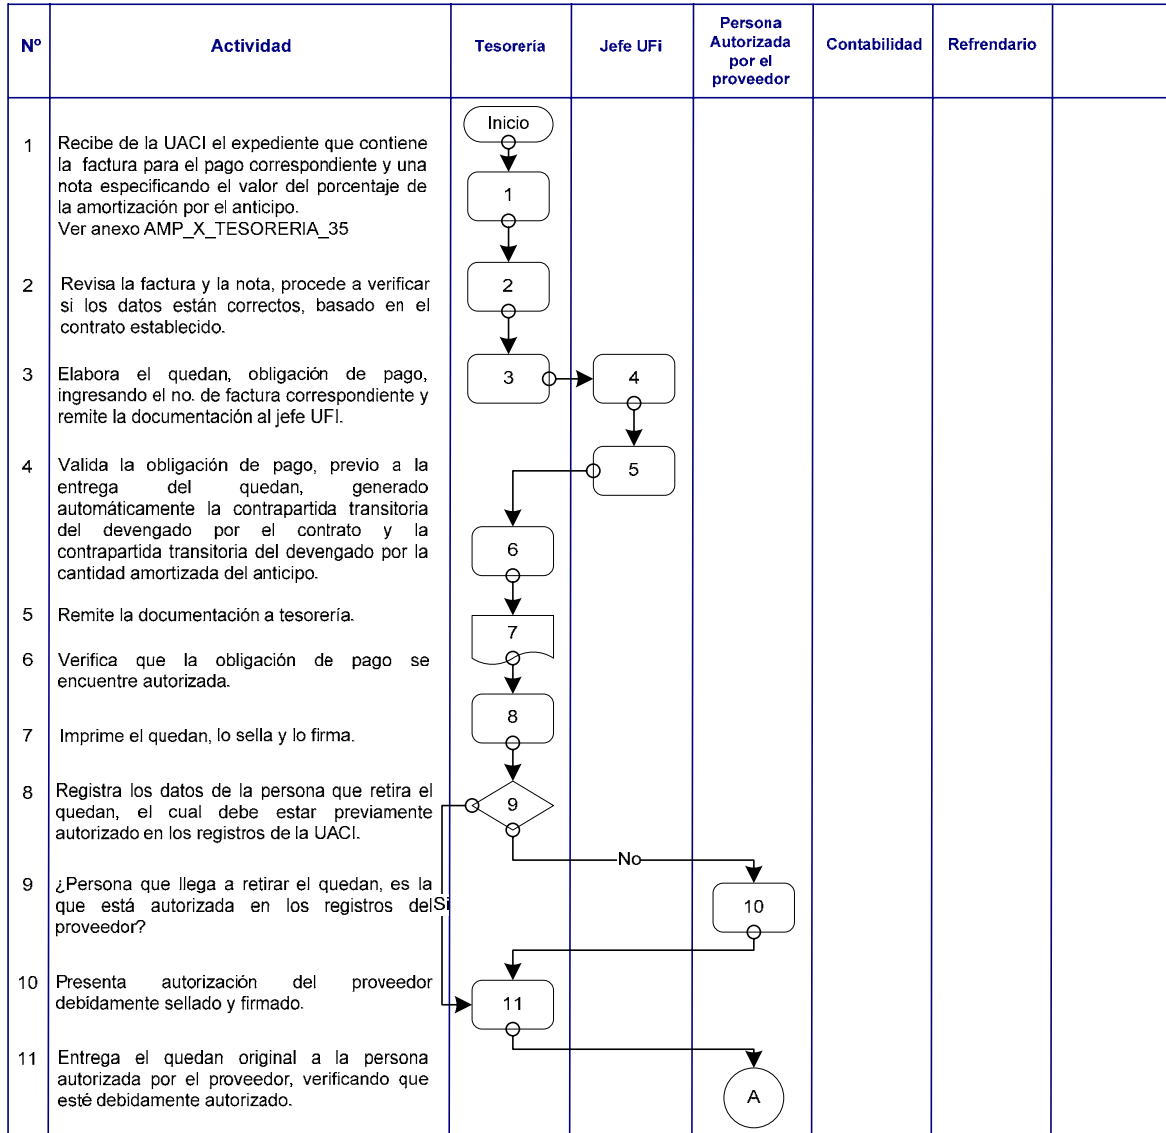 Nº
Actividad
Tesorería
Jefe UFi
Persona
Autorizada
por el
proveedor
Contabilidad
Refrendario
Inicio
1
Recibe de la UACI el expediente que contiene
la factura para el pago correspondiente y una
nota especificando el valor del porcentaje de
la amortización por el anticipo.
Ver anexo AMP_X_TESORERIA_35
1
2
Revisa la factura y la nota, procede a verificar
si los datos están correctos, basado en el
contrato establecido.
2
3
Elabora el quedan, obligación de pago,
ingresando el no. de factura correspondiente y
remite la documentación al jefe UFI.
3
4
4
Valida la obligación de pago, previo a la
entrega del quedan, generado
automáticamente la contrapartida transitoria
del devengado por el contrato y la
contrapartida transitoria del devengado por la
cantidad amortizada del anticipo.
5
6
5
Remite la documentación a tesorería.
7
6
Verifica que la obligación de pago se
encuentre autorizada.
7
Imprime el quedan, lo sella y lo firma.
8
8
Registra los datos de la persona que retira el
quedan, el cual debe estar previamente
autorizado en los registros de la UACI.
9
No
9
¿Persona que llega a retirar el quedan, es la
que está autorizada en los registros del
proveedor?
Si
10
10
Presenta autorización del proveedor
debidamente sellado y firmado.
11
11
Entrega el quedan original a la persona
autorizada por el proveedor, verificando que
esté debidamente autorizado.
A